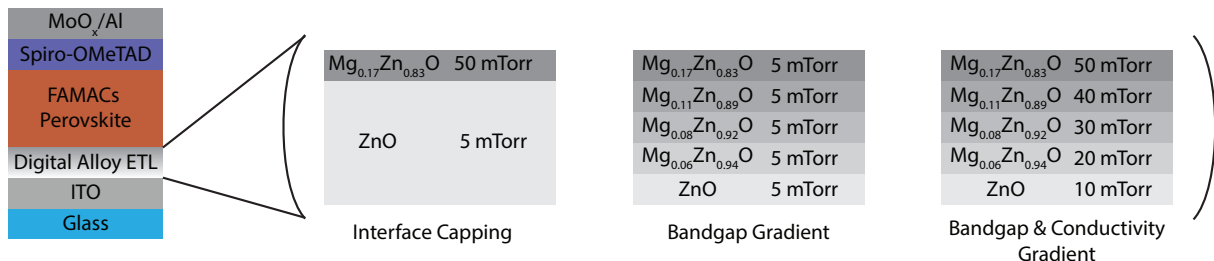 MoOₓ/Al
Spiro-OMeTAD
FAMACs
Perovskite
Digital Alloy ETL
ITO
Glass
Mg₀.₁₇Zn₀.₈₃O 50 mTorr
ZnO 5 mTorr
Interface Capping
Mg₀.₁₇Zn₀.₈₃O 5 mTorr
Mg₀.₁₁Zn₀.₈₉O 5 mTorr
Mg₀.₀₈Zn₀.₉₂O 5 mTorr
Mg₀.₀₆Zn₀.₉₄O 5 mTorr
ZnO 5 mTorr
Bandgap Gradient
Mg₀.₁₇Zn₀.₈₃O 50 mTorr
Mg₀.₁₁Zn₀.₈₉O 40 mTorr
Mg₀.₀₈Zn₀.₉₂O 30 mTorr
Mg₀.₀₆Zn₀.₉₄O 20 mTorr
ZnO 10 mTorr
Bandgap & Conductivity
Gradient